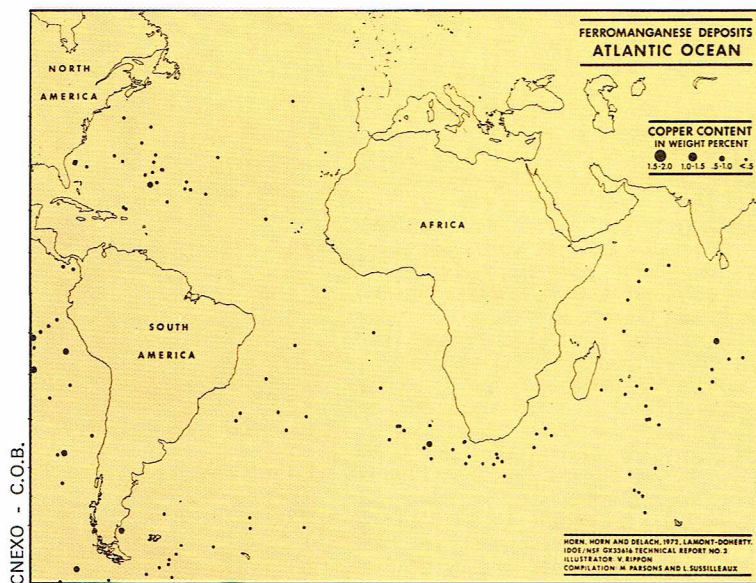 FERROMANGANESE DEPOSITS
ATLANTIC OCEAN
NORTH
AMERICA
COPPER CONTENT
IN WEIGHT PERCENT
1.5-2.0 1.0-1.5 .5-1.0 <.5
AFRICA
SOUTH
AMERICA
CNEXO - C.O.B.
HORN, HORN AND DELACH, 1972, LAMONT-DOHERTY.
IDOE/NSF GX33616 TECHNICAL REPORT NO. 3
ILLUSTRATOR: V. RIPPON
COMPILATION: M. PARSONS AND L. SUSSILLEAUX